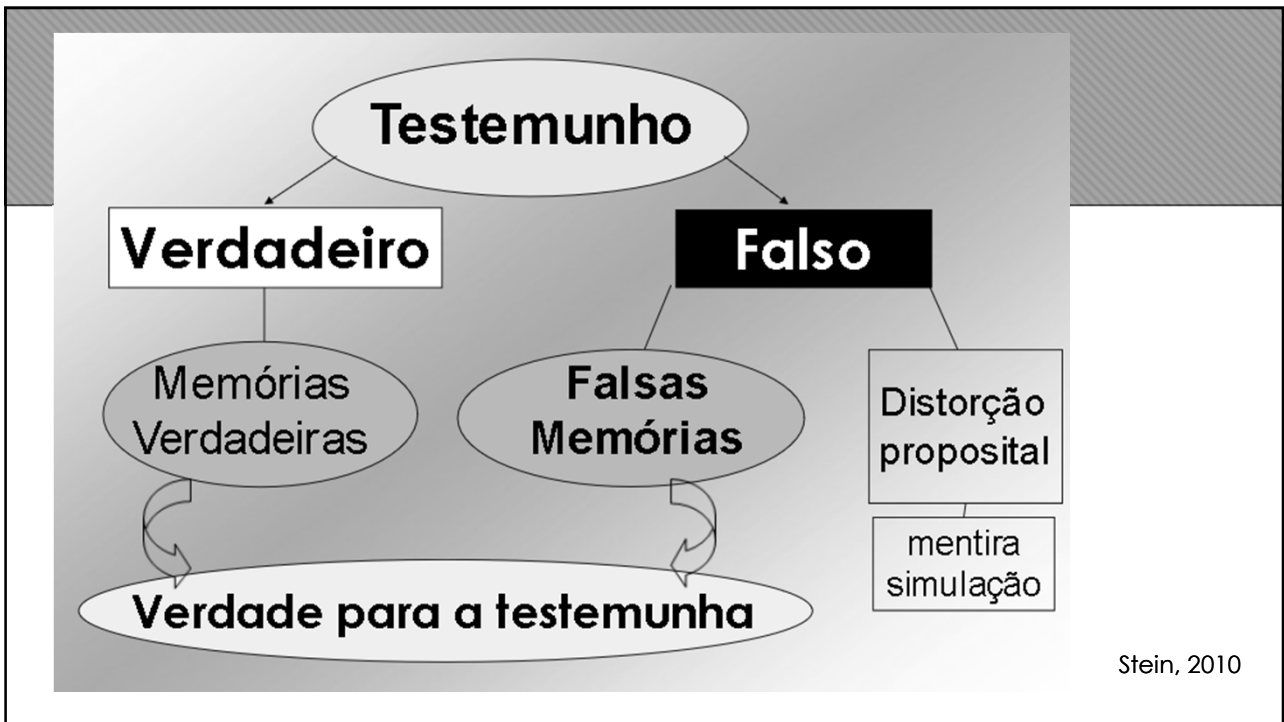 Testemunho
Verdadeiro
Falso
Memórias
Verdadeiras
Falsas
Memórias
Distorção
proposital
mentira
simulação
Verdade para a testemunha
Stein, 2010